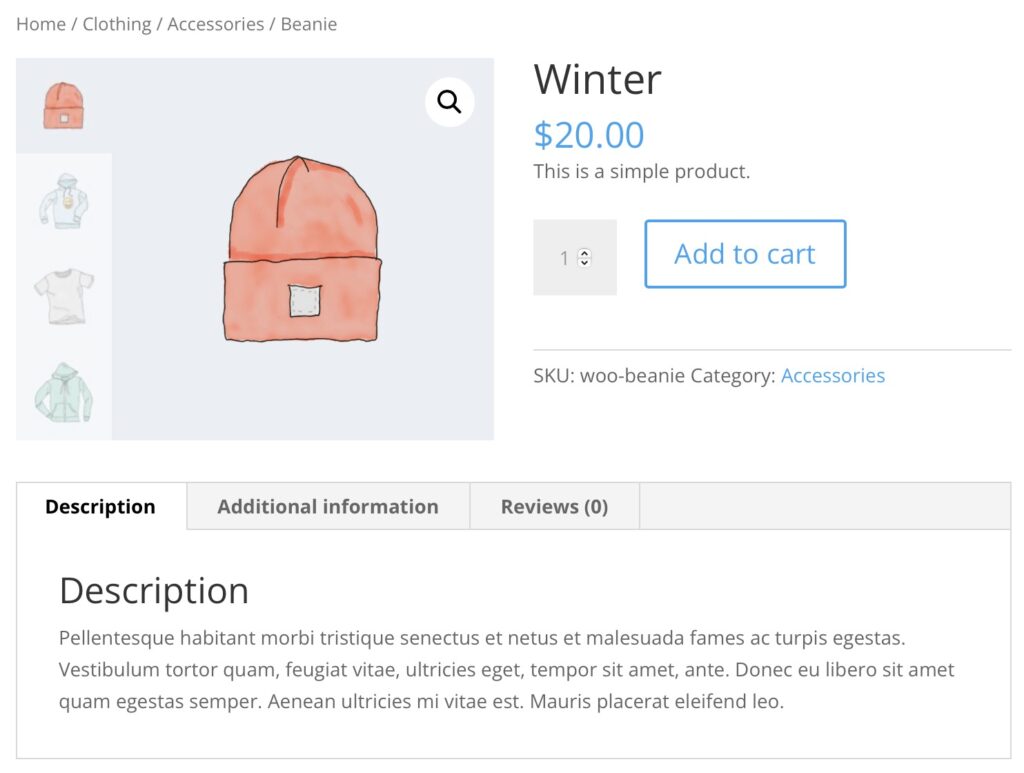 Home / Clothing / Accessories / Beanie
Winter
$20.00
This is a simple product.
1
Add to cart
SKU: woo-beanie Category: Accessories
Description
Additional information
Reviews (0)
Description
Pellentesque habitant morbi tristique senectus et netus et malesuada fames ac turpis egestas.
Vestibulum tortor quam, feugiat vitae, ultricies eget, tempor sit amet, ante. Donec eu libero sit amet
quam egestas semper. Aenean ultricies mi vitae est. Mauris placerat eleifend leo.